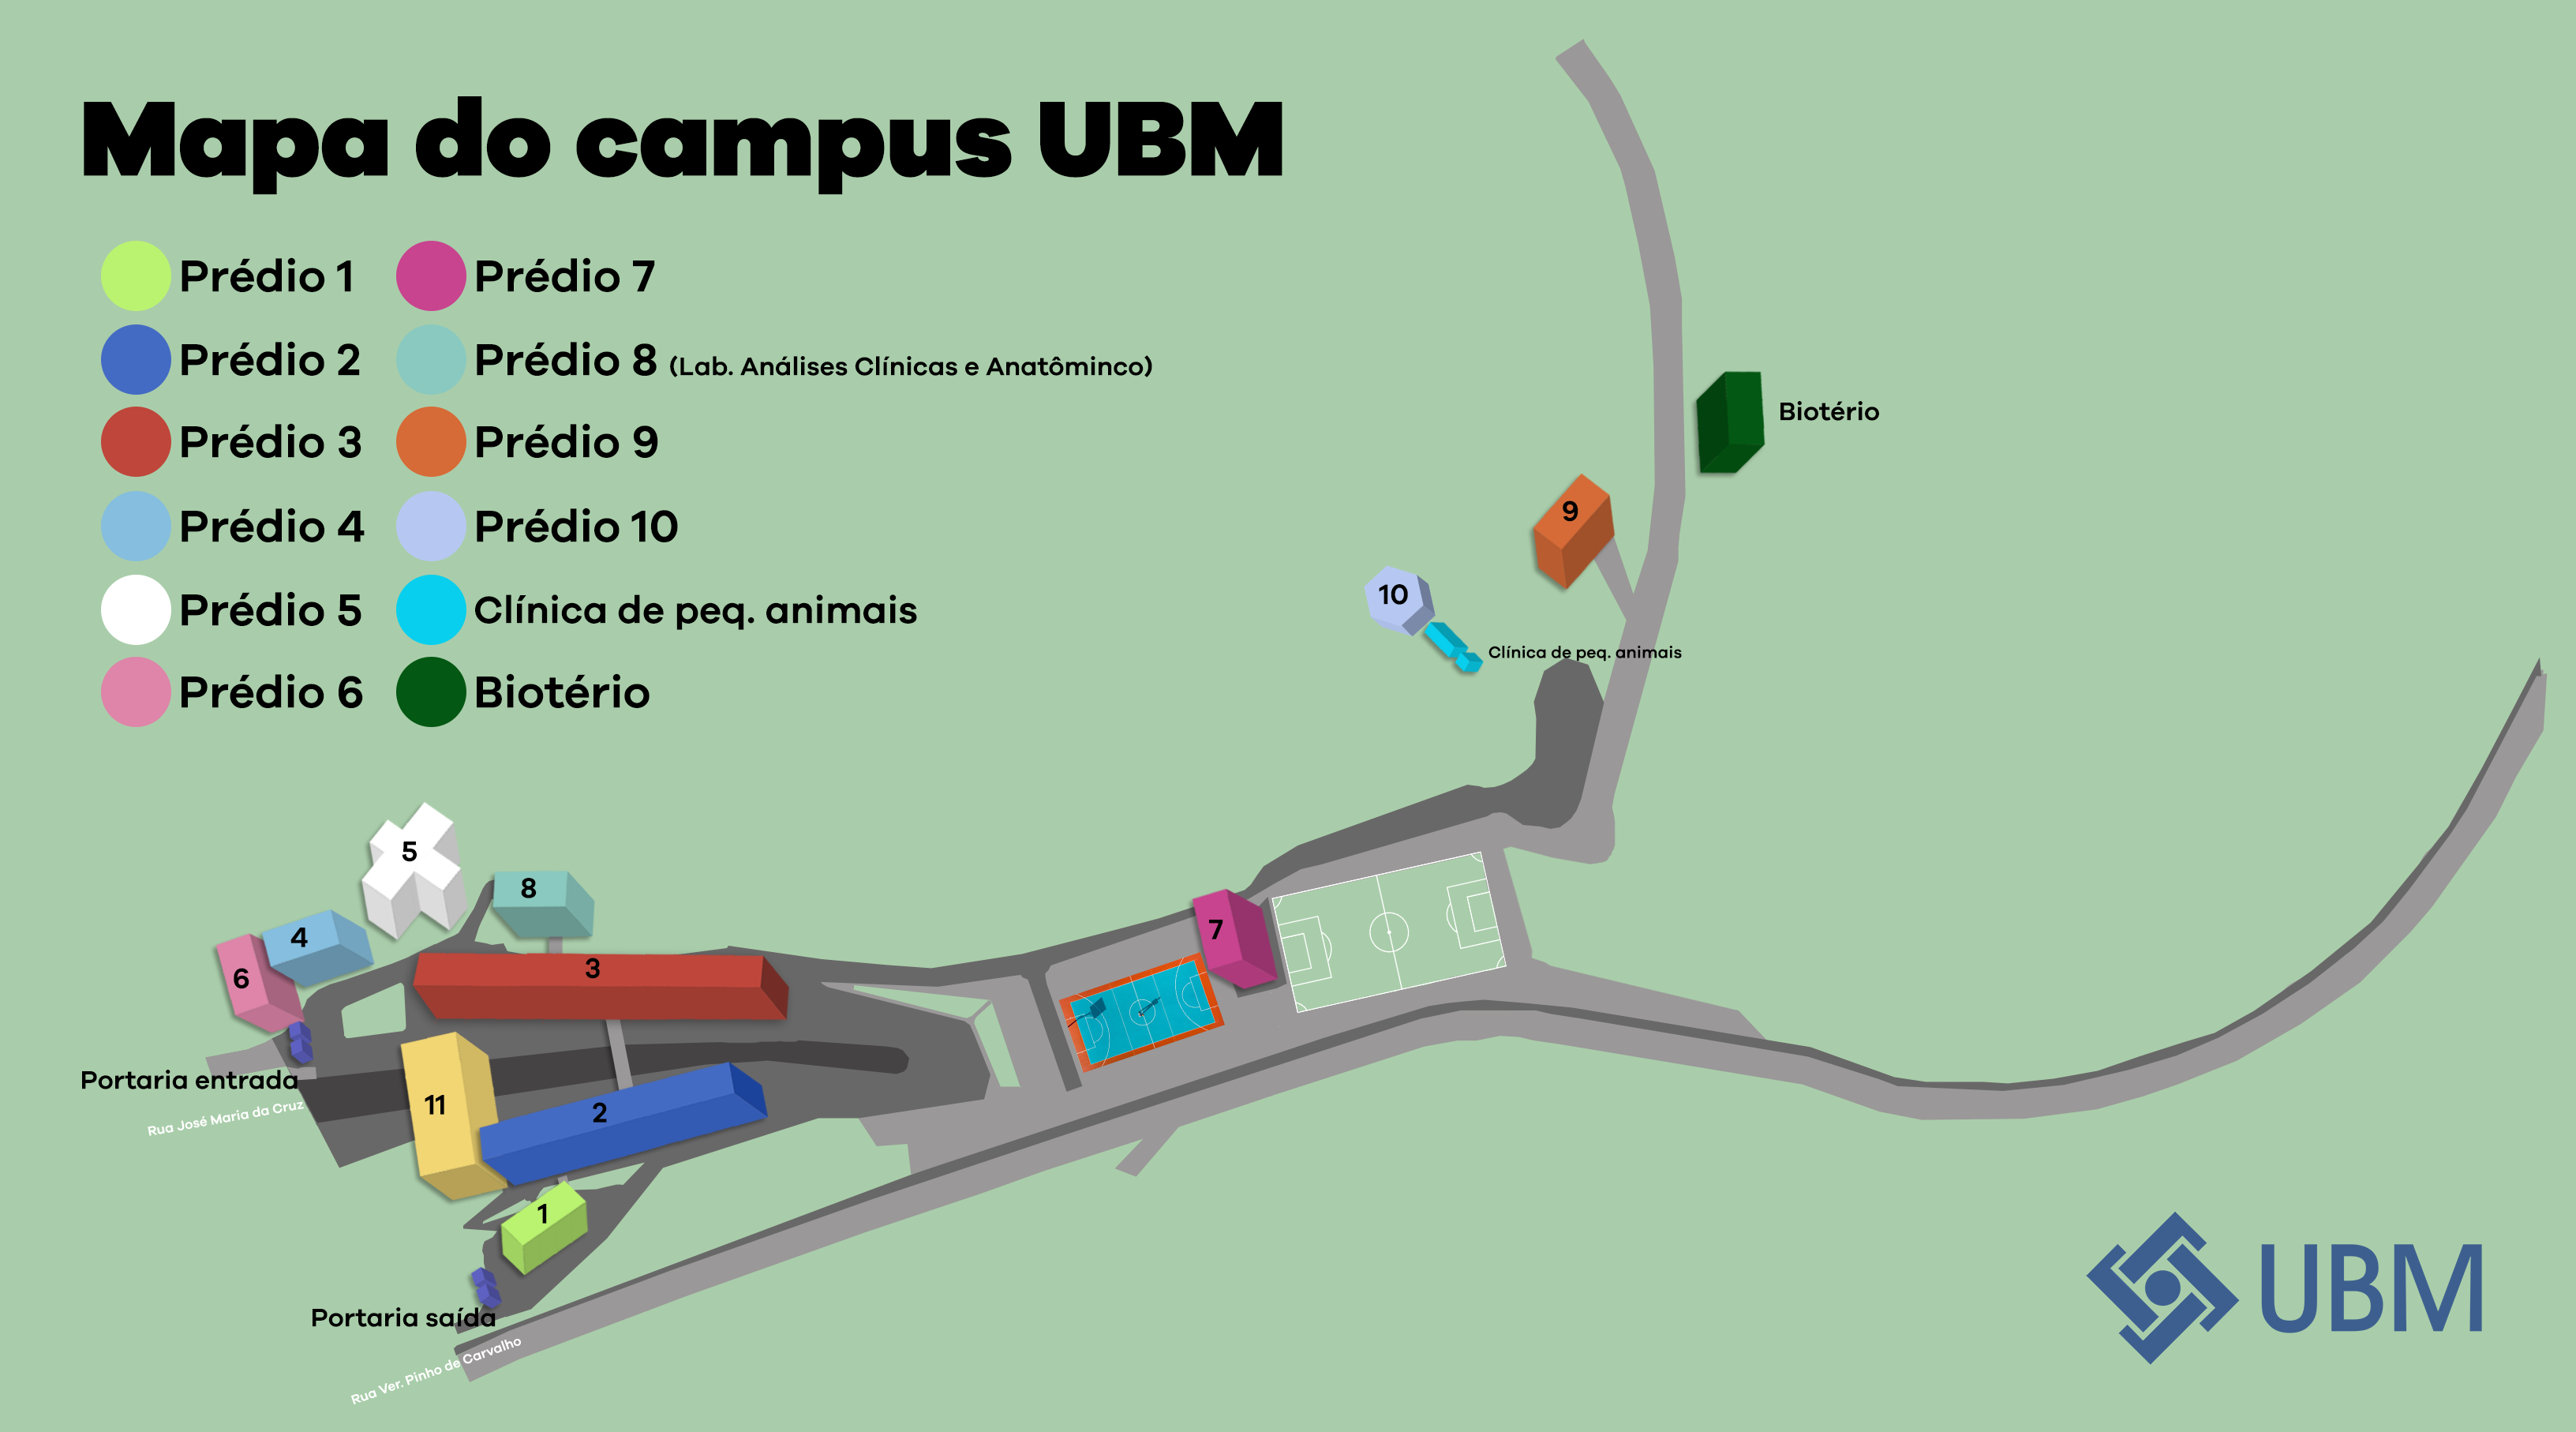 Mapa do campus UBM
Prédio 1
Prédio 2
Prédio 3
Prédio 4
Prédio 5
Prédio 6
Prédio 7
Prédio 8 (Lab. Análises Clínicas e Anatôminco)
Prédio 9
Prédio 10
Clínica de peq. animais
Biotério
Biotério
9
10
Clínica de peq. animais
5
8
4
7
6
3
Portaria entrada
Rua José Maria da Cruz
11
2
1
Portaria saída
Rua Ver. Pinho de Carvalho
UBM